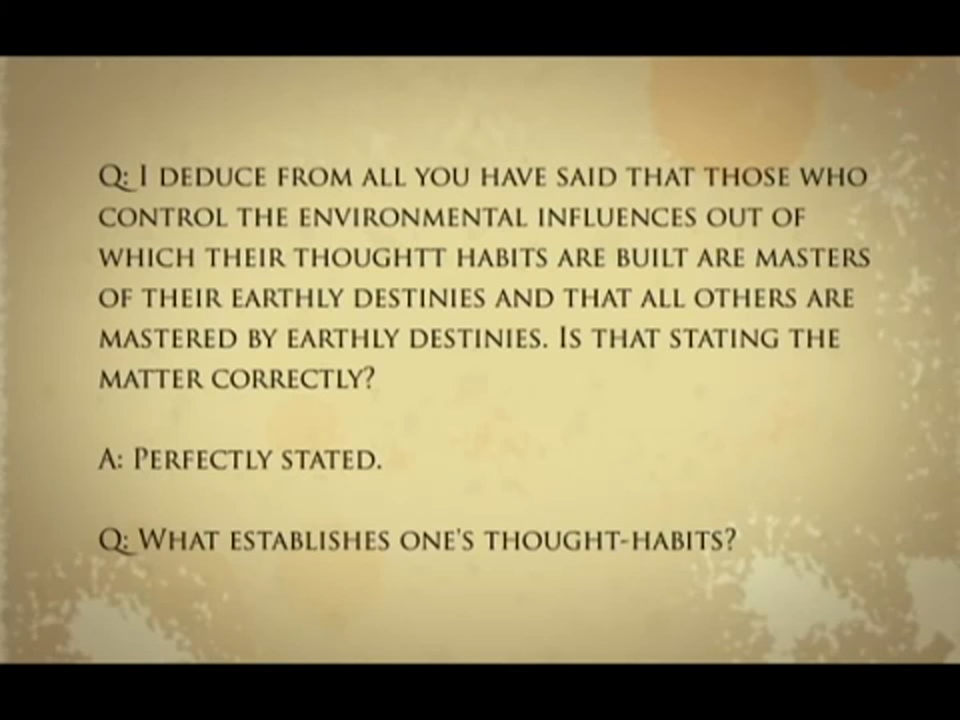 Q: I DEDUCE FROM ALL YOU HAVE SAID THAT THOSE WHO
CONTROL THE ENVIRONMENTAL INFLUENCES OUT OF
WHICH THEIR THOUGHTT HABITS ARE BUILT ARE MASTERS
OF THEIR EARTHLY DESTINIES AND THAT ALL OTHERS ARE
MASTERED BY EARTHLY DESTINIES. IS THAT STATING THE
MATTER CORRECTLY?
A: PERFECTLY STATED.
Q: WHAT ESTABLISHES ONE'S THOUGHT-HABITS?